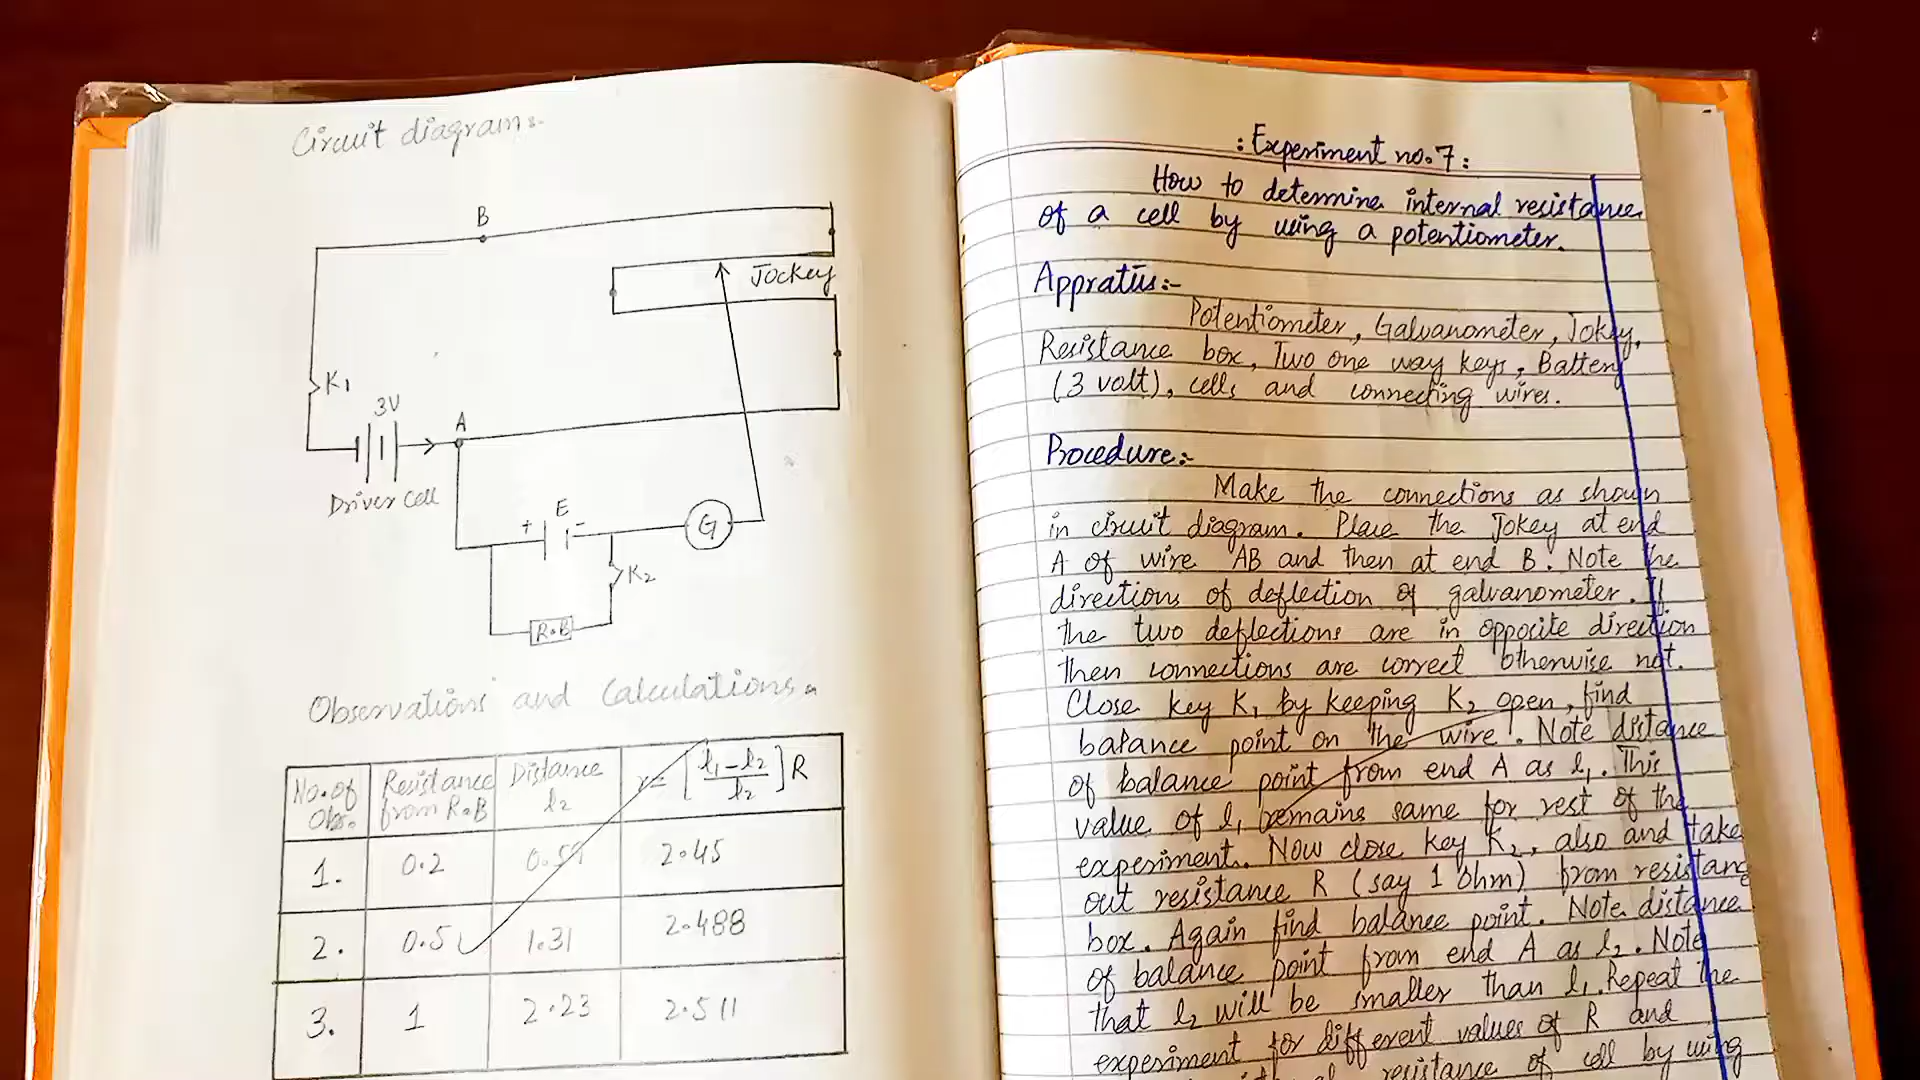 Circuit diagram:-
B
Jockey
K1
3V
A
Driver Cell
E
+ -
G
K2
R.B
Observations and Calculations:-
No. of Obs. Resistance from R.B Distance l2 r = [l1-l2/l2]R
1. 0.2 2.45
2. 0.5 1.31 2.488
3. 1 2.23 2.511
: Experiment no.7 :
How to determine internal resistance
of a cell by using a potentiometer.
Appratus:-
Potentiometer, Galvanometer, Jokey,
Resistance box, Two one way keys, Battery
(3 volt), cells and connecting wires.
Procedure:-
Make the connections as shown
in circuit diagram. Place the Jokey at end
A of wire AB and then at end B. Note the
directions of deflection of galvanometer. If
the two deflections are in opposite direction
then connections are correct otherwise not.
Close key K1 by keeping K2 open, find
balance point on the wire. Note distance
of balance point from end A as l1. This
value of l1 remains same for rest of the
experiment. Now close key K2, also and take
out resistance R (say 1 ohm) from resistance
box. Again find balance point. Note distance
of balance point from end A as l2. Note
that l2 will be smaller than l1. Repeat the
experiment for different values of R and
resistance of cell by using